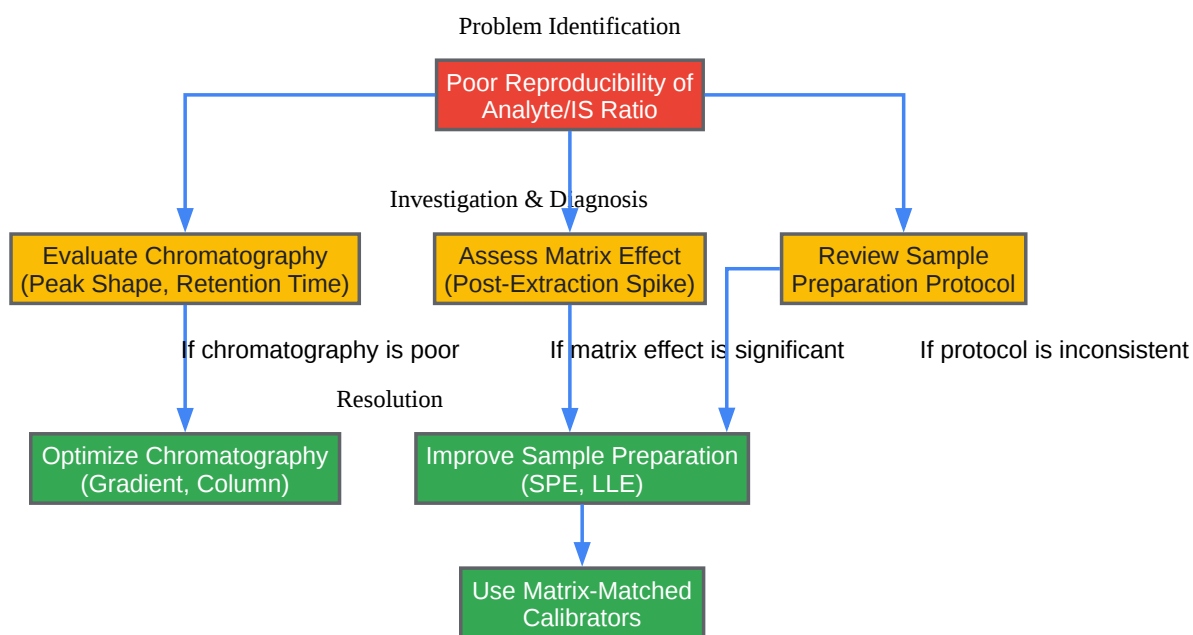 Problem Identification
Poor Reproducibility of
Analyte/IS Ratio
Investigation & Diagnosis
Evaluate Chromatography
(Peak Shape, Retention Time)
Assess Matrix Effect
(Post-Extraction Spike)
Review Sample
Preparation Protocol
If chromatography is poor
If matrix effect is significant
If protocol is inconsistent
Resolution
Optimize Chromatography
(Gradient, Column)
Improve Sample Preparation
(SPE, LLE)
Use Matrix-Matched
Calibrators